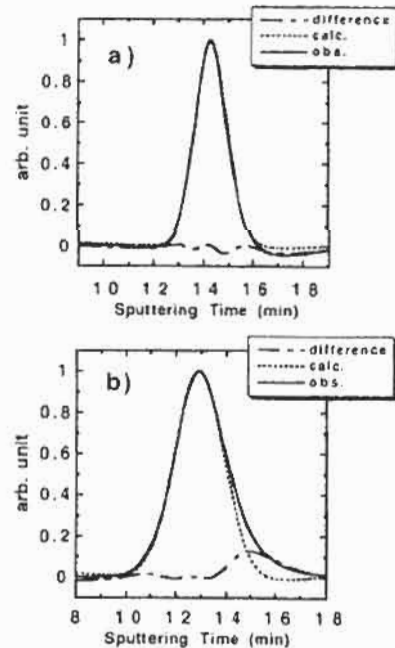 difference
calc.
obs.
a)
arb. unit
1
0.8
0.6
0.4
0.2
0
10 12 14 16 18
Sputtering Time (min)
difference
calc.
obs.
b)
arb. unit
1
0.8
0.6
0.4
0.2
0
8 10 12 14 16 18
Sputtering Time (min)